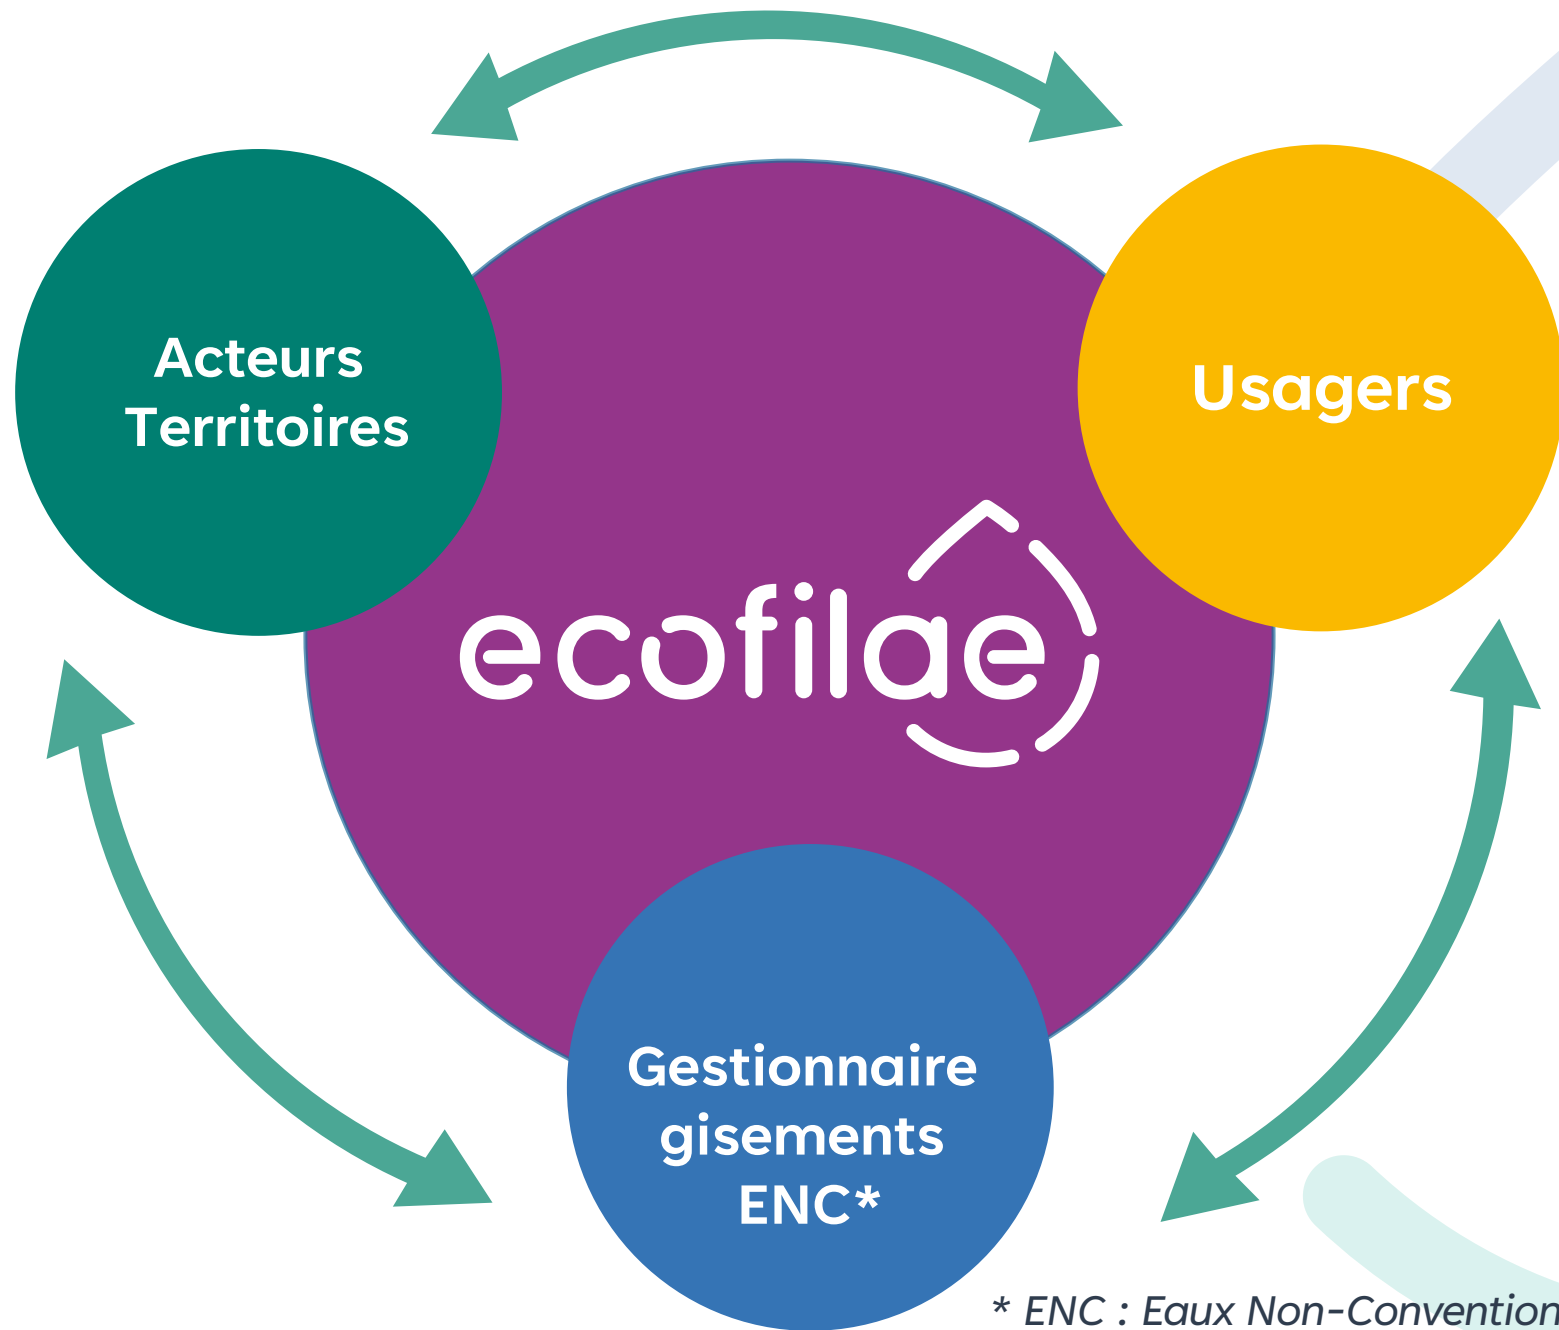 Acteurs
Territoires
Usagers
ecofilae
Gestionnaire
gisements
ENC*
* ENC : Eaux Non-Convention